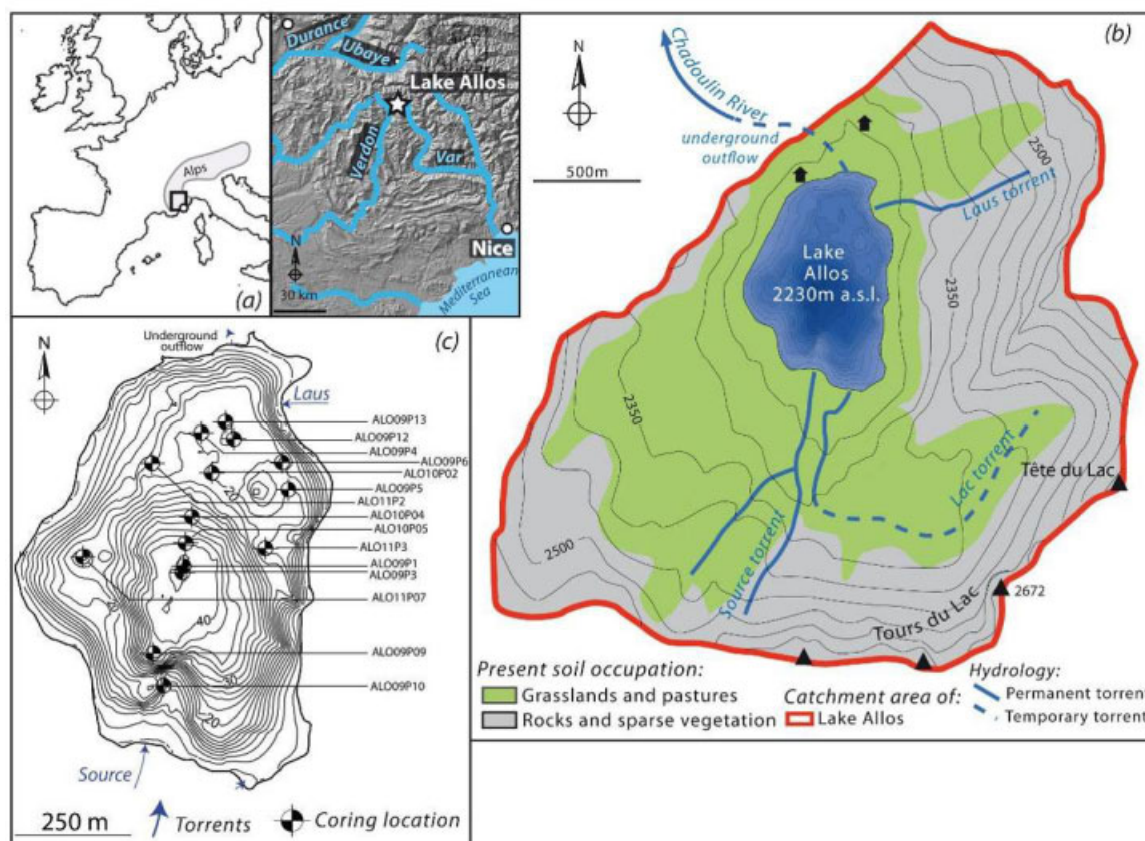 Alps
(a)
Durance
Ubaye
Lake Allos
Verdon
Var
Nice
Mediterranean
Sea
N
30 km
(b)
N
500m
Chadoulin River
underground
outflow
2500
Laus torrent
Lake
Allos
2230m a.s.l.
2350
2350
Lac torrent
Tête du Lac
2500
Source torrent
2672
Tours du Lac
Present soil occupation:
Grasslands and pastures
Rocks and sparse vegetation
Catchment area of:
Lake Allos
Hydrology:
Permanent torrent
Temporary torrent
(c)
N
Underground
outflow
Laus
ALO09P13
ALO09P12
ALO09P4
ALO09P6
ALO10P02
ALO09P5
ALO11P2
ALO10P04
ALO10P05
ALO11P3
ALO09P1
ALO09P3
ALO11P07
ALO09P09
ALO09P10
20
20
40
30
20
Source
250 m
Torrents
Coring location